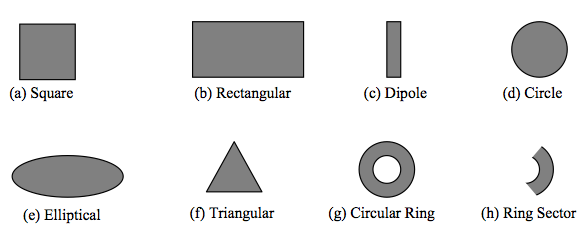 (a) Square
(b) Rectangular
(c) Dipole
(d) Circle
(e) Elliptical
(f) Triangular
(g) Circular Ring
(h) Ring Sector